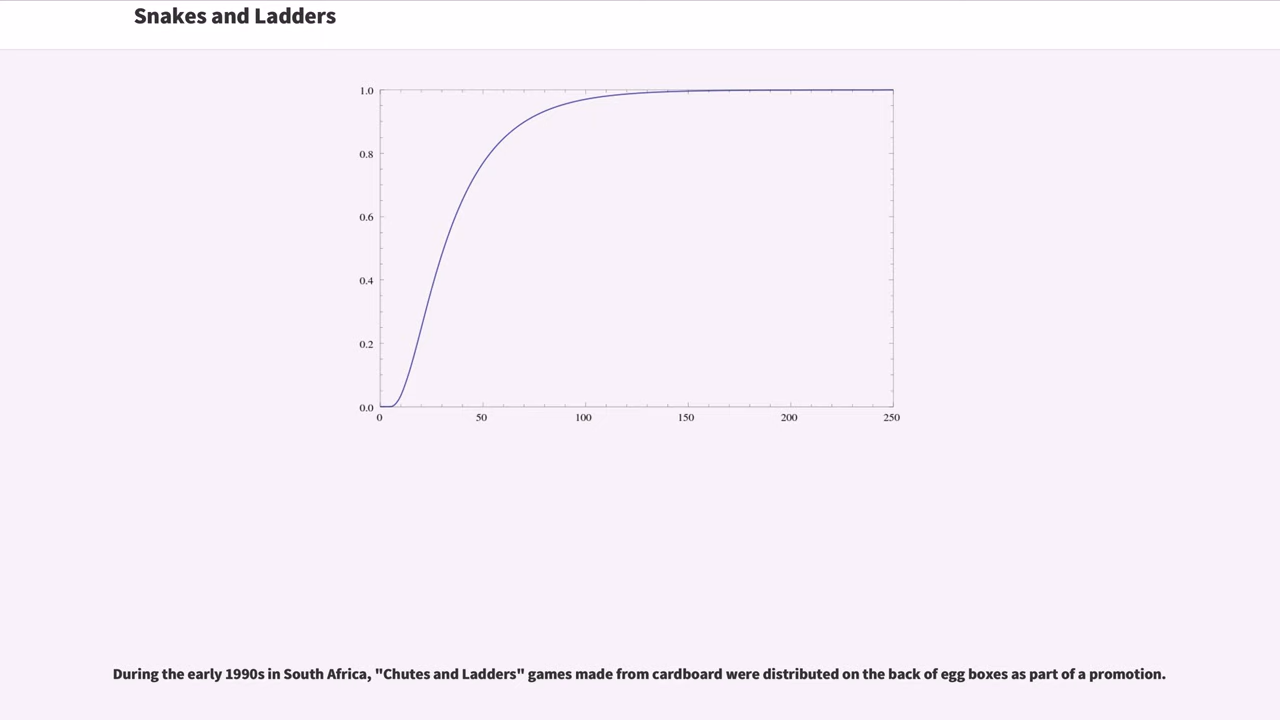 Snakes and Ladders
1.0
0.8
0.6
0.4
0.2
0.0
0 50 100 150 200 250
During the early 1990s in South Africa, "Chutes and Ladders" games made from cardboard were distributed on the back of egg boxes as part of a promotion.